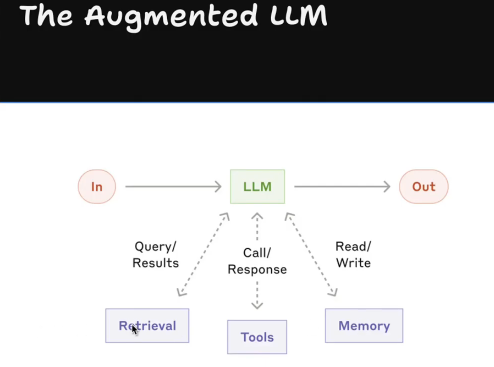 The Augmented LLM
In
LLM
Out
Query/
Results
Call/
Response
Read/
Write
Retrieval
Tools
Memory